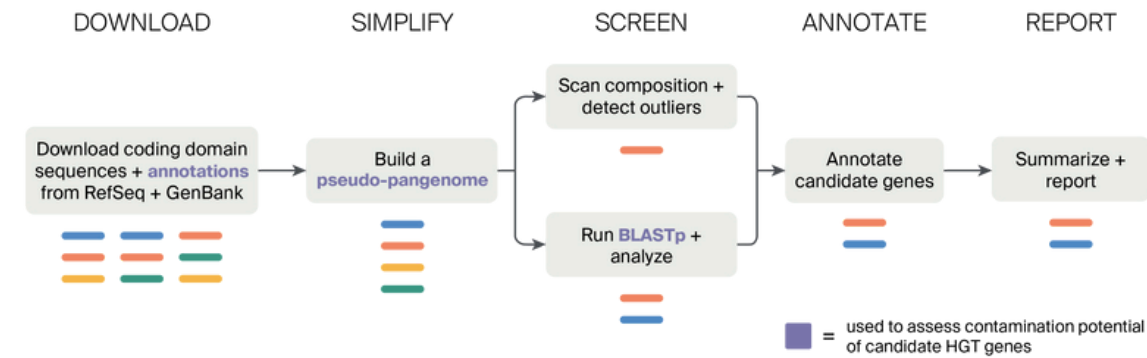 DOWNLOAD
SIMPLIFY
SCREEN
ANNOTATE
REPORT
Download coding domain
sequences + annotations
from RefSeq + GenBank
Build a
pseudo-pangenome
Scan composition +
detect outliers
Run BLASTp +
analyze
Annotate
candidate genes
Summarize +
report
= used to assess contamination potential
of candidate HGT genes